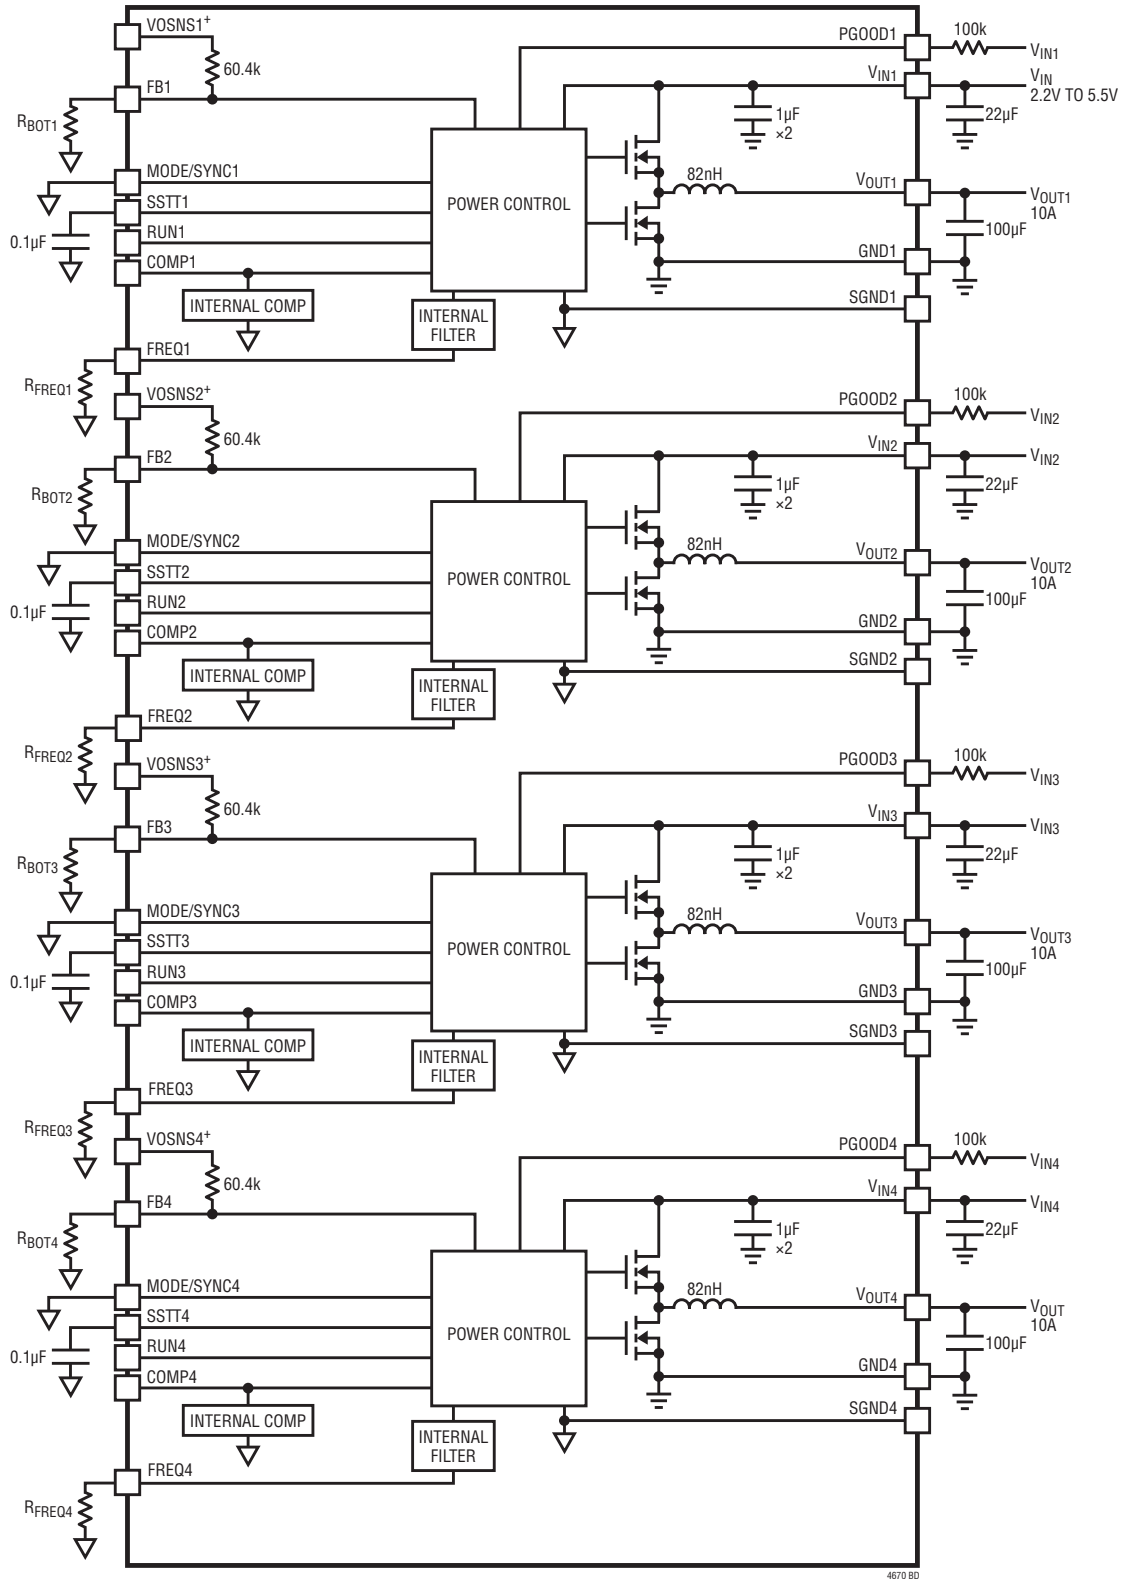 VOSNS1+
60.4k
FB1
RBOT1
MODE/SYNC1
SSTT1
0.1µF
RUN1
COMP1
INTERNAL COMP
FREQ1
RFREQ1
POWER CONTROL
INTERNAL
FILTER
PGOOD1
100k
VIN1
VIN1
VIN
2.2V TO 5.5V
1µF
×2
22µF
82nH
VOUT1
VOUT1
10A
100µF
GND1
SGND1
VOSNS2+
60.4k
FB2
RBOT2
MODE/SYNC2
SSTT2
0.1µF
RUN2
COMP2
INTERNAL COMP
FREQ2
RFREQ2
POWER CONTROL
INTERNAL
FILTER
PGOOD2
100k
VIN2
VIN2
VIN2
1µF
×2
22µF
82nH
VOUT2
VOUT2
10A
100µF
GND2
SGND2
VOSNS3+
60.4k
FB3
RBOT3
MODE/SYNC3
SSTT3
0.1µF
RUN3
COMP3
INTERNAL COMP
FREQ3
RFREQ3
POWER CONTROL
INTERNAL
FILTER
PGOOD3
100k
VIN3
VIN3
VIN3
1µF
×2
22µF
82nH
VOUT3
VOUT3
10A
100µF
GND3
SGND3
VOSNS4+
60.4k
FB4
RBOT4
MODE/SYNC4
SSTT4
0.1µF
RUN4
COMP4
INTERNAL COMP
FREQ4
RFREQ4
POWER CONTROL
INTERNAL
FILTER
PGOOD4
100k
VIN4
VIN4
VIN4
1µF
×2
22µF
82nH
VOUT4
VOUT
10A
100µF
GND4
SGND4
4670 BD